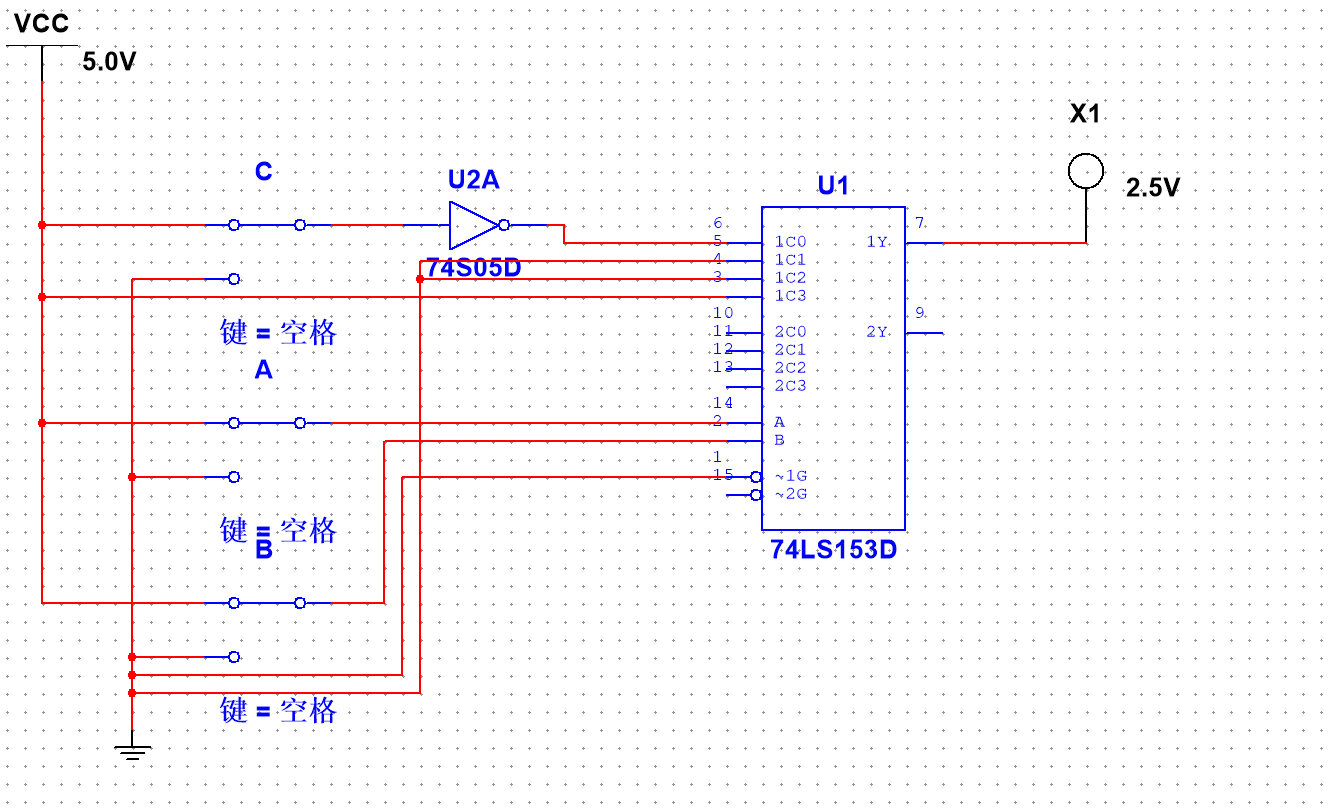 VCC
5.0V
X1
2.5V
C
U2A
74S05D
键 = 空格
A
键 = 空格
B
键 = 空格
U1
6
5
4
3
10
11
12
13
14
2
1
15
1C0
1C1
1C2
1C3
2C0
2C1
2C2
2C3
A
B
~1G
~2G
1Y
7
2Y
9
74LS153D